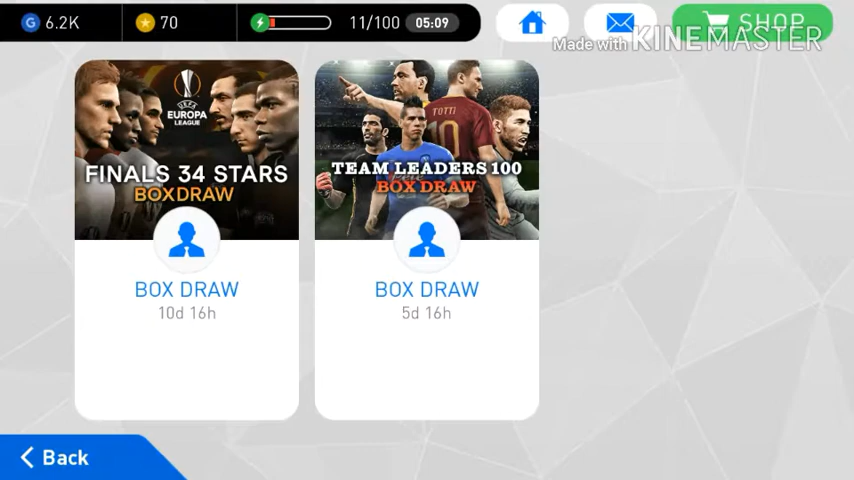 G 6.2K
70
11/100
05:09
SHOP
Made with KINEMASTER
UEFA
EUROPA
LEAGUE
FINALS 34 STARS
BOX DRAW
TOTTI
10
TEAM LEADERS 100
BOX DRAW
BOX DRAW
10d 16h
BOX DRAW
5d 16h
Back